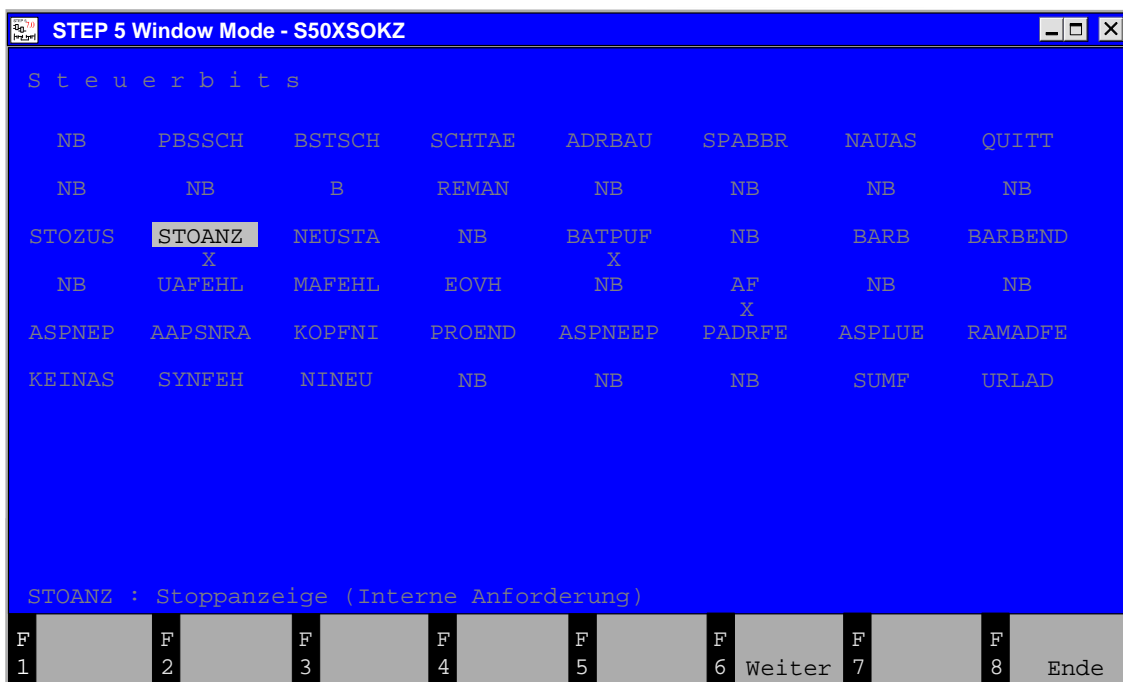 STEP 5 Window Mode - S50XSOKZ
S t e u e r b i t s
NB PBSSCH BSTSCH SCHTAE ADRBAU SPABBR NAUAS QUITT
NB NB B REMAN NB NB NB NB
STOZUS STOANZ NEUSTA NB BATPUF NB BARB BARBEND
X X
NB UAFEHL MAFEHL EOVH NB AF NB NB
X
ASPNEP AAPSNRA KOPFNI PROEND ASPNEEP PADRFE ASPLUE RAMADFE
KEINAS SYNFEH NINEU NB NB NB SUMF URLAD
STOANZ : Stoppanzeige (Interne Anforderung)
F F F F F F F F
1 2 3 4 5 6 Weiter 7 8 Ende